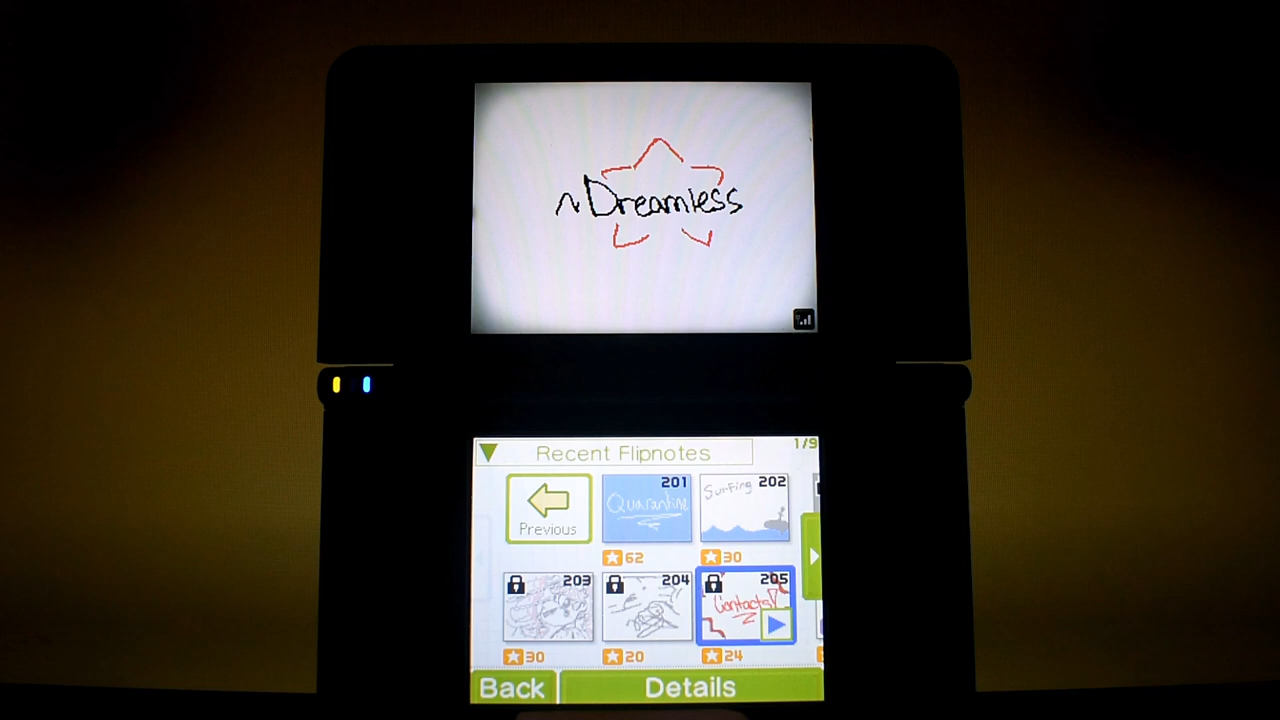 ~Dreamless
Recent Flipnotes
1/9
Previous
201
Quarantine
62
202
Surfing
30
203
30
204
20
205
Contacts!
24
Back
Details